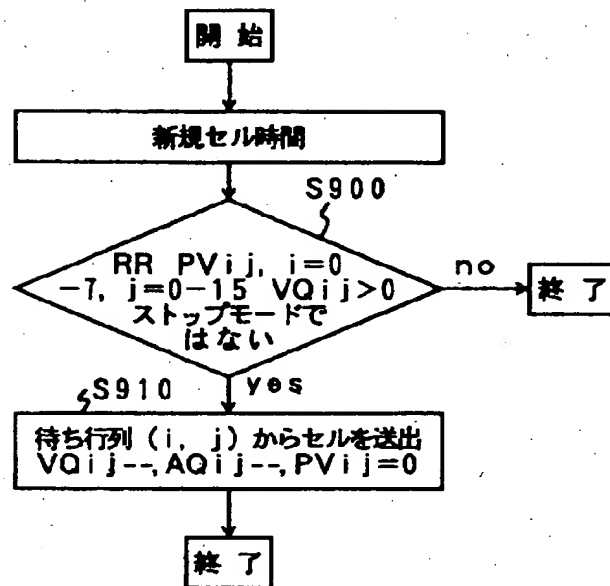 開 始
新規セル時間
S900
RR PVij, i=0
-7, j=0-15 VQij>0
ストップモードで
はない
no
終 了
S910
yes
待ち行列 (i, j) からセルを送出
VQij--,AQij--,PVij=0
終 了